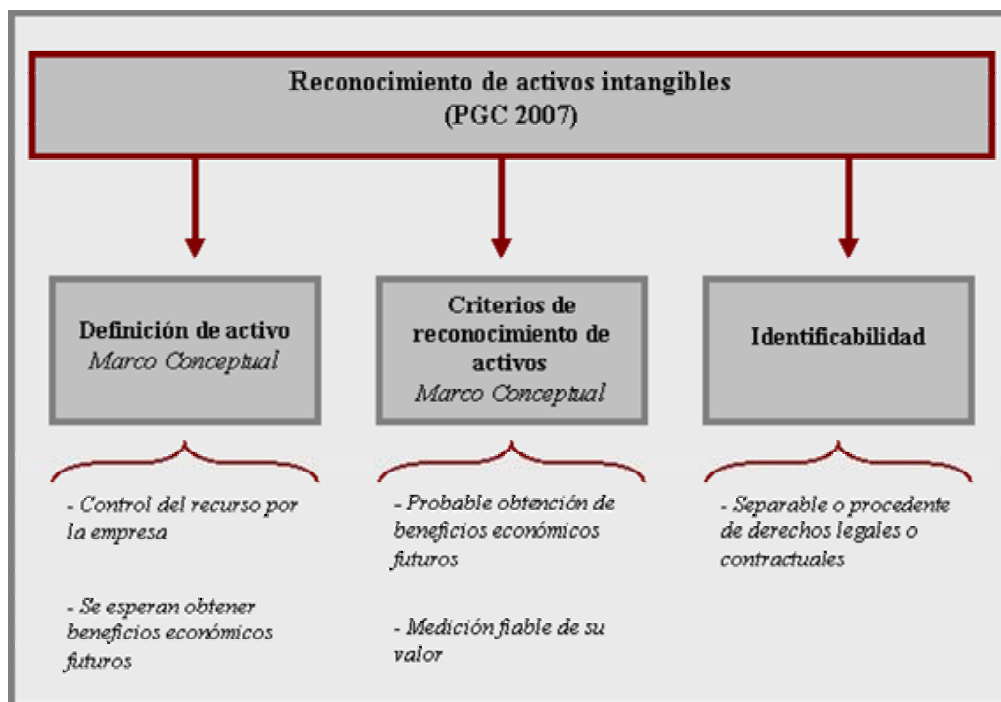 Reconocimiento de activos intangibles
(PGC 2007)
Definición de activo
Marco Conceptual
Criterios de
reconocimiento de
activos
Marco Conceptual
Identificabilidad
- Control del recurso por
la empresa
- Se esperan obtener
beneficios económicos
futuros
- Probable obtención de
beneficios económicos
futuros
- Medición fiable de su
valor
- Separable o procedente
de derechos legales o
contractuales